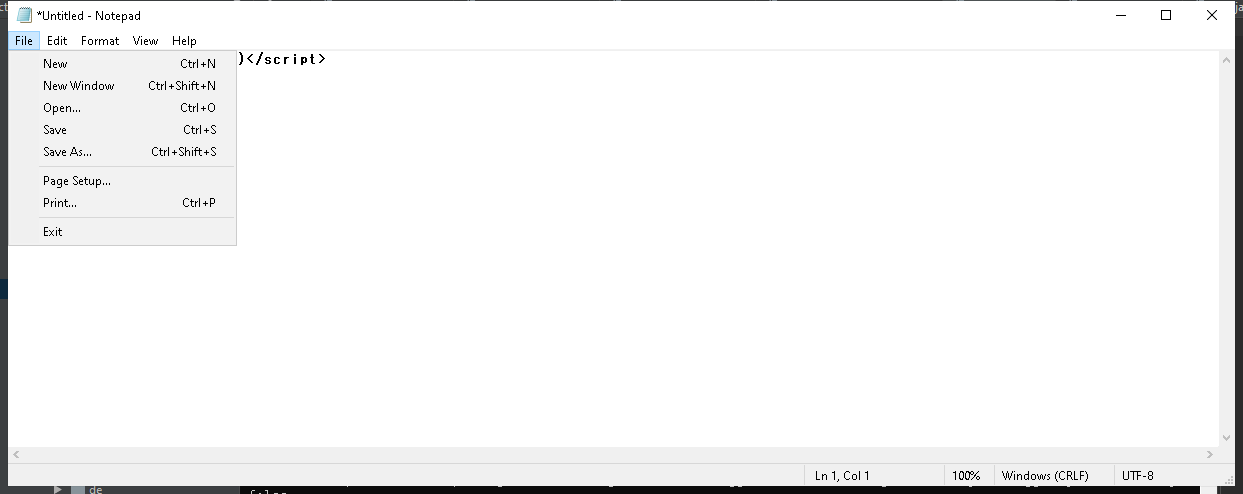 *Untitled - Notepad
File Edit Format View Help
)</script>
New Ctrl+N
New Window Ctrl+Shift+N
Open... Ctrl+O
Save Ctrl+S
Save As... Ctrl+Shift+S
Page Setup...
Print... Ctrl+P
Exit
Ln 1, Col 1 100% Windows (CRLF) UTF-8
de